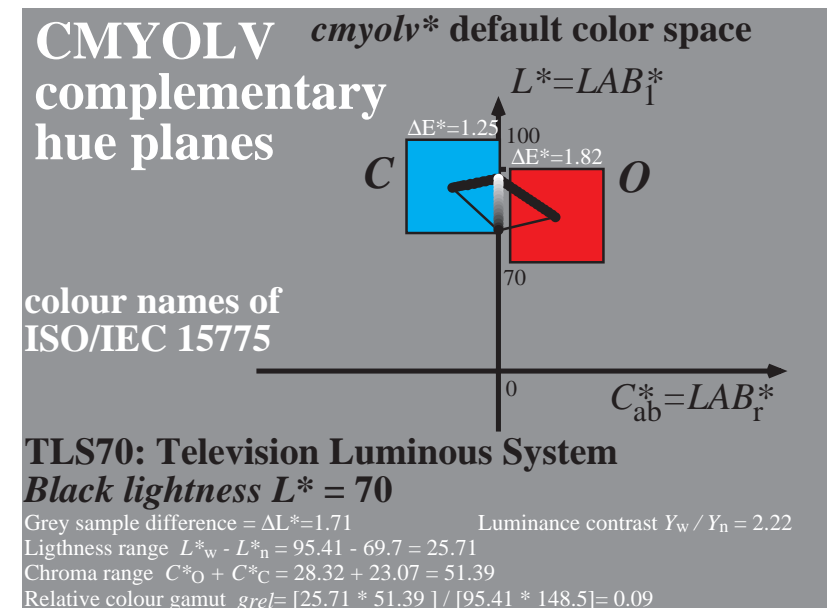 CMYOLV
complementary
hue planes
cmyolv* default color space
L*=LAB*l
ΔE*=1.25
100
ΔE*=1.82
C
O
70
colour names of
ISO/IEC 15775
0
C*ab=LAB*r
TLS70: Television Luminous System
Black lightness L* = 70
Grey sample difference = ΔL*=1.71 Luminance contrast Yw / Yn = 2.22
Ligthness range L*w - L*n = 95.41 - 69.7 = 25.71
Chroma range C*O + C*C = 28.32 + 23.07 = 51.39
Relative colour gamut grel= [25.71 * 51.39 ] / [95.41 * 148.5]= 0.09